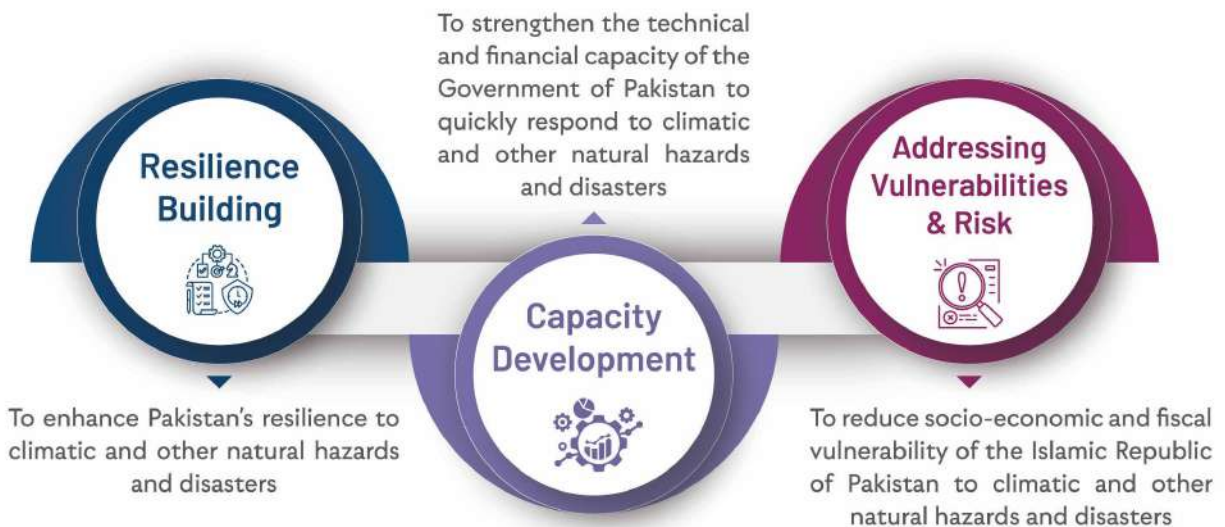 Resilience
Building
To enhance Pakistan's resilience to
climatic and other natural hazards
and disasters
To strengthen the technical
and financial capacity of the
Government of Pakistan to
quickly respond to climatic
and other natural hazards
and disasters
Capacity
Development
Addressing
Vulnerabilities
& Risk
To reduce socio-economic and fiscal
vulnerability of the Islamic Republic
of Pakistan to climatic and other
natural hazards and disasters